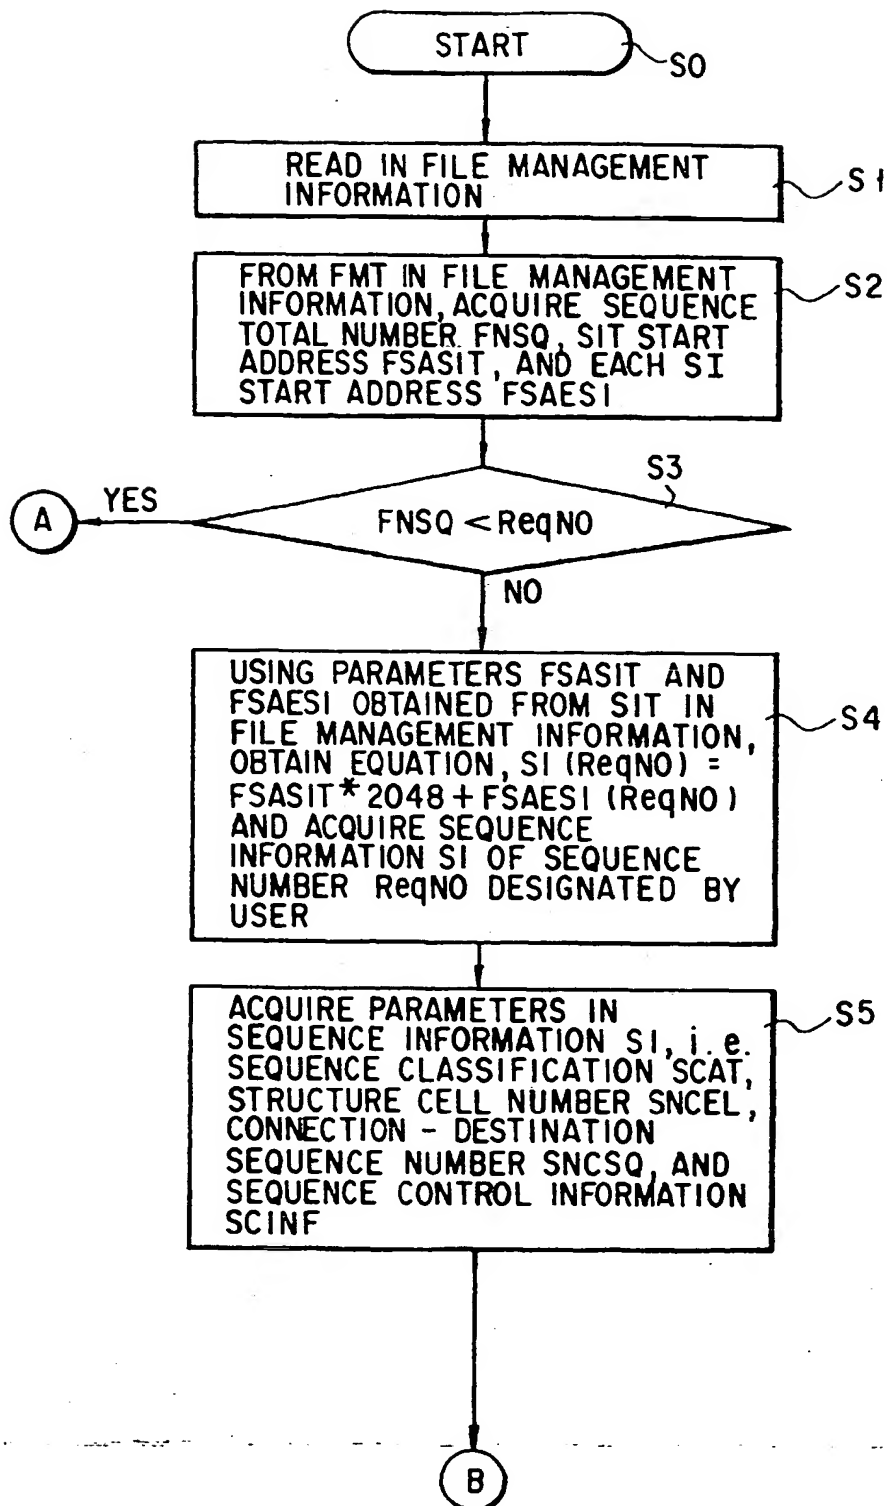 START
S0
READ IN FILE MANAGEMENT
INFORMATION
S1
FROM FMT IN FILE MANAGEMENT
INFORMATION, ACQUIRE SEQUENCE
TOTAL NUMBER FNSQ, SIT START
ADDRESS FSASIT, AND EACH SI
START ADDRESS FSAESI
S2
S3
A
YES
FNSQ < ReqNO
NO
USING PARAMETERS FSASIT AND
FSAESI OBTAINED FROM SIT IN
FILE MANAGEMENT INFORMATION,
OBTAIN EQUATION, SI (ReqNO) =
FSASIT * 2048 + FSAESI (ReqNO)
AND ACQUIRE SEQUENCE
INFORMATION SI OF SEQUENCE
NUMBER ReqNO DESIGNATED BY
USER
S4
ACQUIRE PARAMETERS IN
SEQUENCE INFORMATION SI, i.e.
SEQUENCE CLASSIFICATION SCAT,
STRUCTURE CELL NUMBER SNCEL,
CONNECTION - DESTINATION
SEQUENCE NUMBER SNCSQ, AND
SEQUENCE CONTROL INFORMATION
SCINF
S5
B